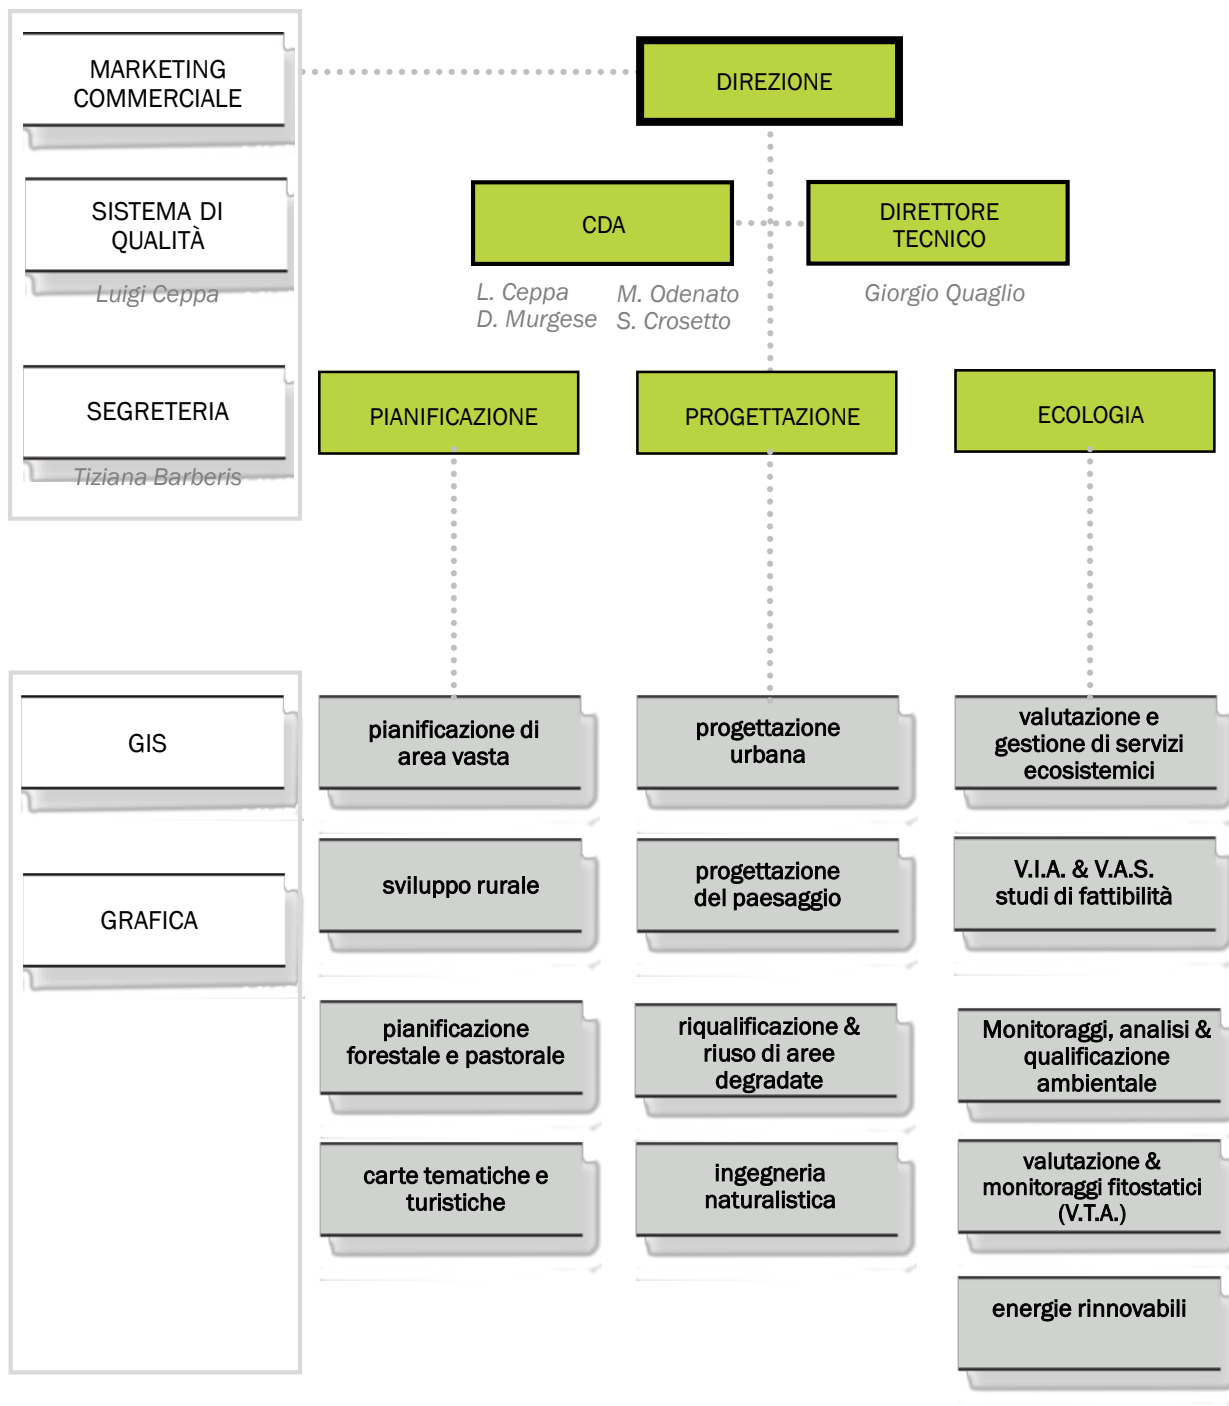 MARKETING
COMMERCIALE
DIREZIONE
SISTEMA DI
QUALITÀ
Luigi Ceppa
CDA
L. Ceppa
D. Murgese
M. Odenato
S. Crosetto
DIRETTORE
TECNICO
Giorgio Quaglio
SEGRETERIA
Tiziana Barberis
PIANIFICAZIONE
PROGETTAZIONE
ECOLOGIA
GIS
GRAFICA
pianificazione di
area vasta
sviluppo rurale
pianificazione
forestale e pastorale
carte tematiche e
turistiche
progettazione
urbana
progettazione
del paesaggio
riqualificazione &
riuso di aree
degradate
ingegneria
naturalistica
valutazione e
gestione di servizi
ecosistemici
V.I.A. & V.A.S.
studi di fattibilità
Monitoraggi, analisi &
qualificazione
ambientale
valutazione &
monitoraggi fitostatici
(V.T.A.)
energie rinnovabili